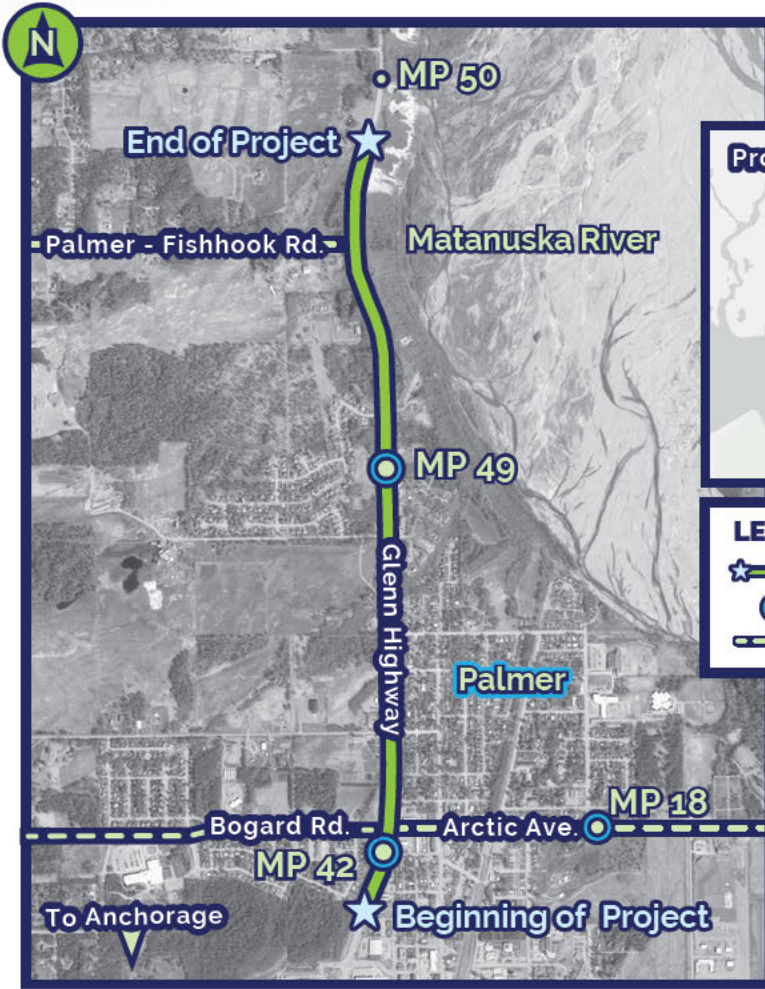 N
MP 50
End of Project
Palmer - Fishhook Rd.
Matanuska River
MP 49
Glenn Highway
Palmer
MP 18
Bogard Rd.
Arctic Ave.
MP 42
To Anchorage
Beginning of Project